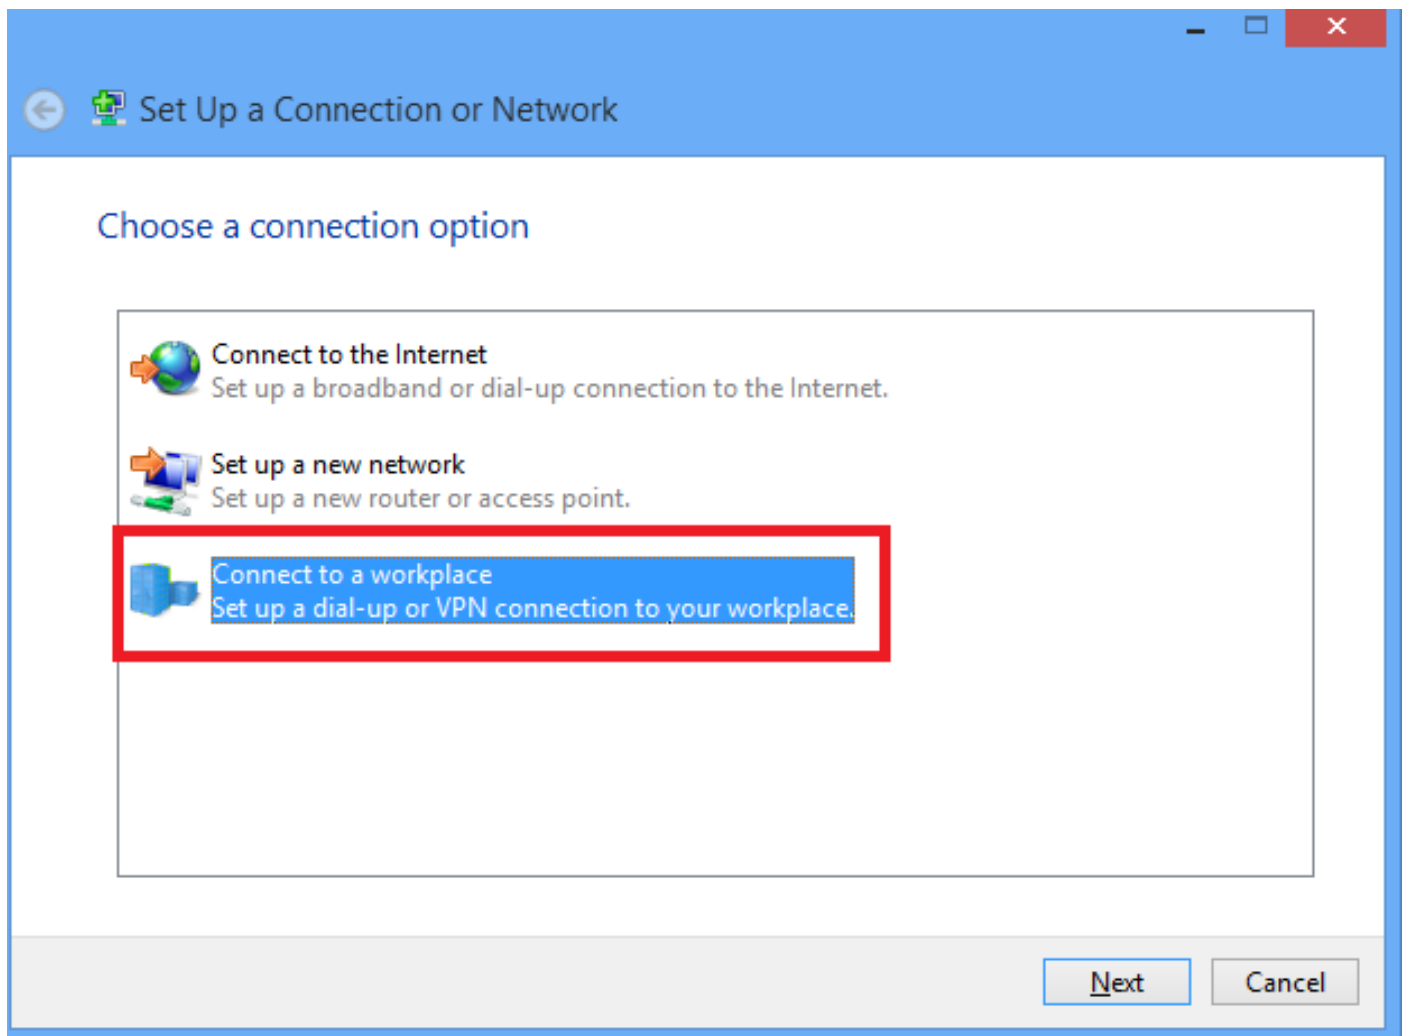 Set Up a Connection or Network
Choose a connection option
Connect to the Internet
Set up a broadband or dial-up connection to the Internet.
Set up a new network
Set up a new router or access point.
Connect to a workplace
Set up a dial-up or VPN connection to your workplace.
Next
Cancel